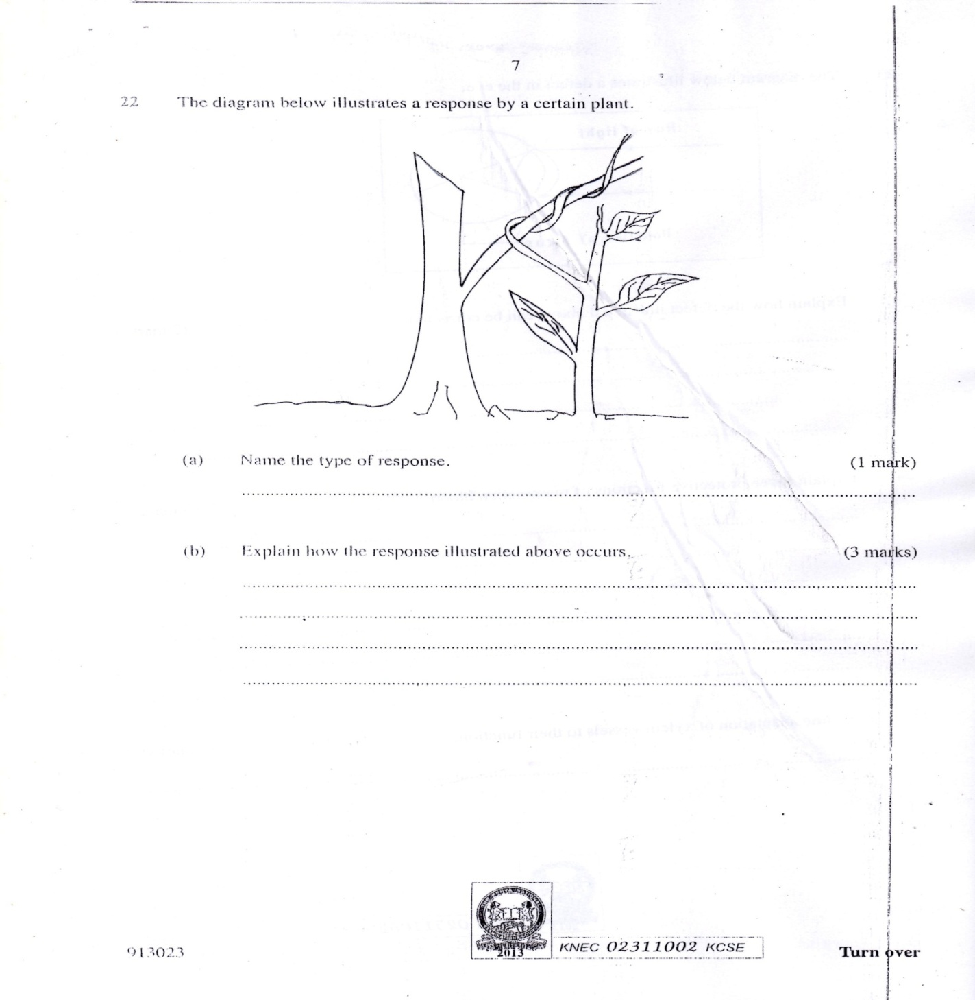 7
22 The diagram below illustrates a response by a certain plant.
(a) Name the type of response. (1 mark)
(b) Explain how the response illustrated above occurs. (3 marks)
2013
KNEC 02311002 KCSE
913023
Turn over